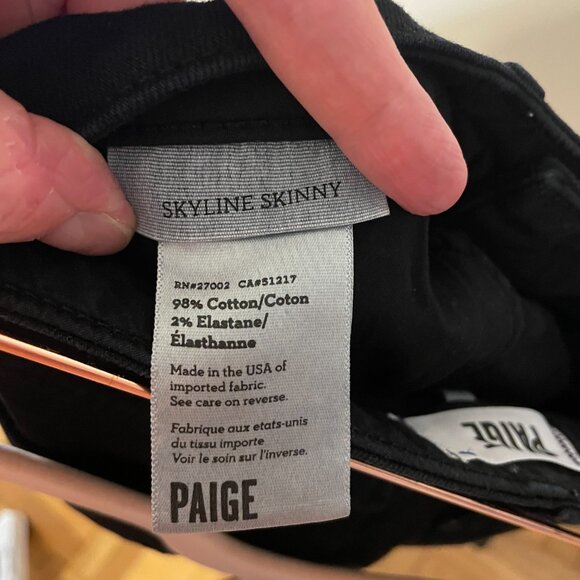 SKYLINE SKINNY
RN#27002 CA#51217
98% Cotton/Coton
2% Elastane/
Élasthanne
Made in the USA of
imported fabric.
See care on reverse.
Fabrique aux etats-unis
du tissu importe
Voir le soin sur l'inverse.
PAIGE
PAIGE